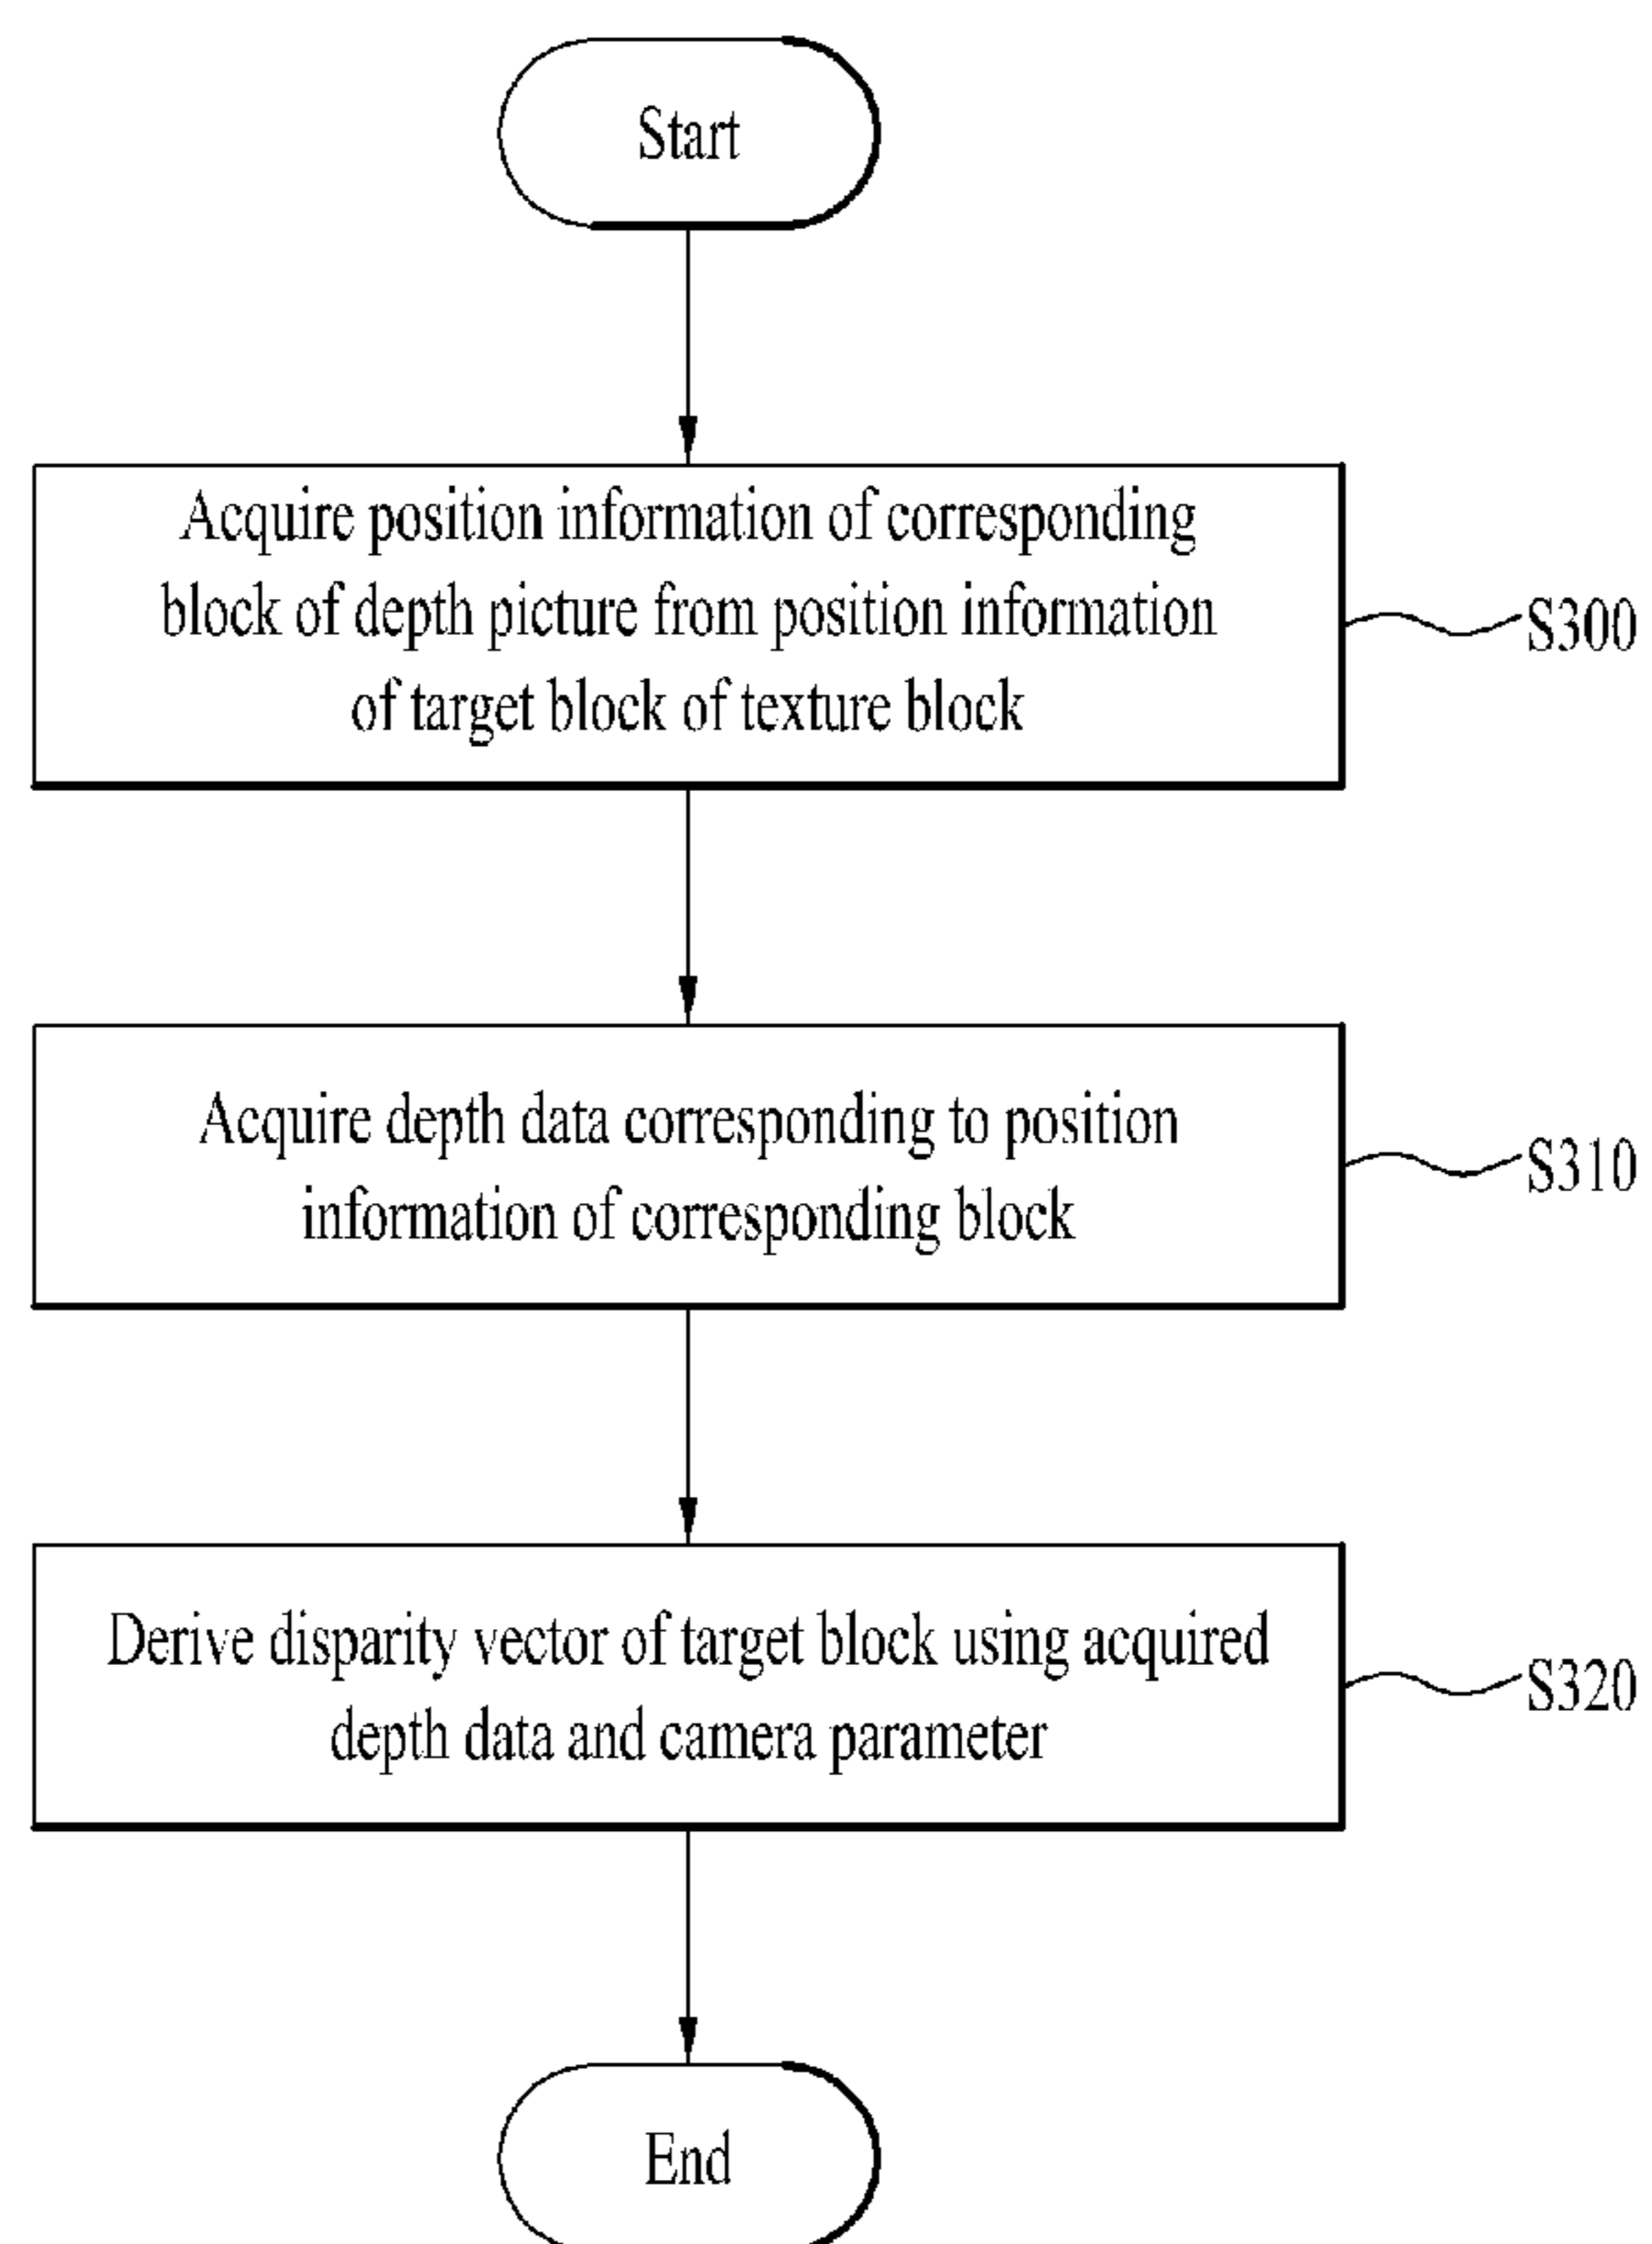 Start
Acquire position information of corresponding
block of depth picture from position information
of target block of texture block
S300
Acquire depth data corresponding to position
information of corresponding block
S310
Derive disparity vector of target block using acquired
depth data and camera parameter
S320
End